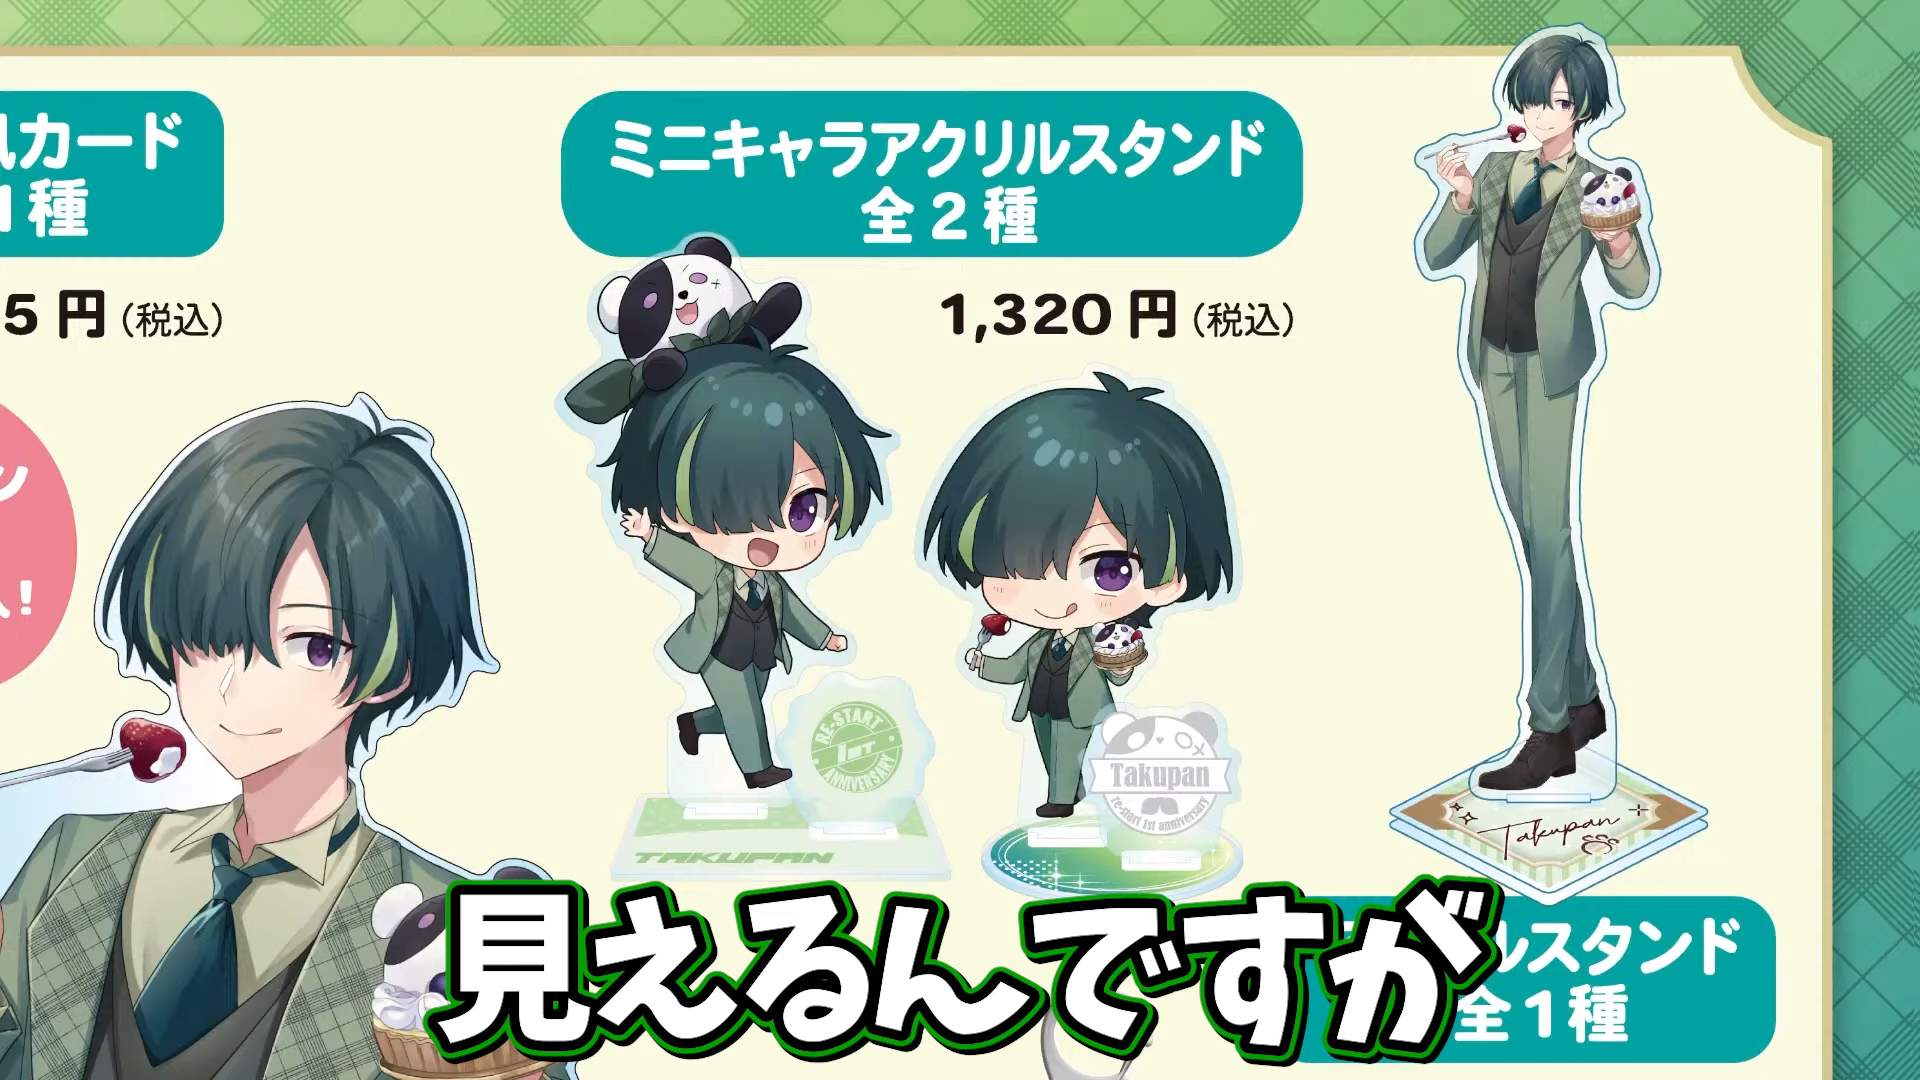 カード
1種
5円（税込）
ン
！
ミニキャラアクリルスタンド
全2種
1,320円（税込）
RE-START
1ST
ANNIVERSARY
TAKUPAN
Takupan
re-start 1st anniversary
Takupan
ルスタンド
全1種
見えるんですが